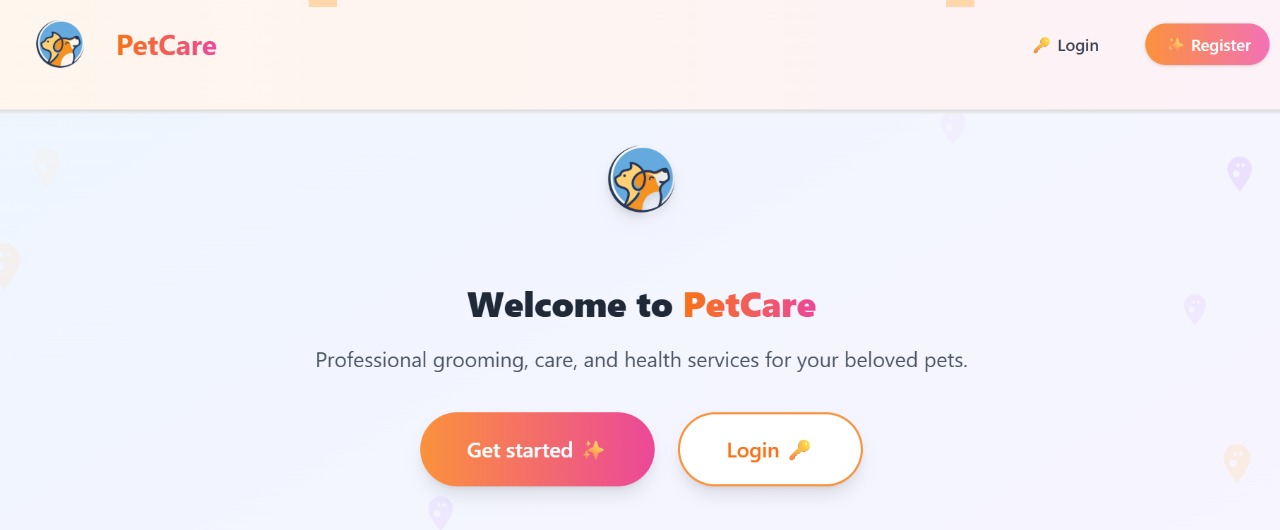 PetCare
🔑 Login
✨ Register
Welcome to PetCare
Professional grooming, care, and health services for your beloved pets.
Get started ✨
Login 🔑